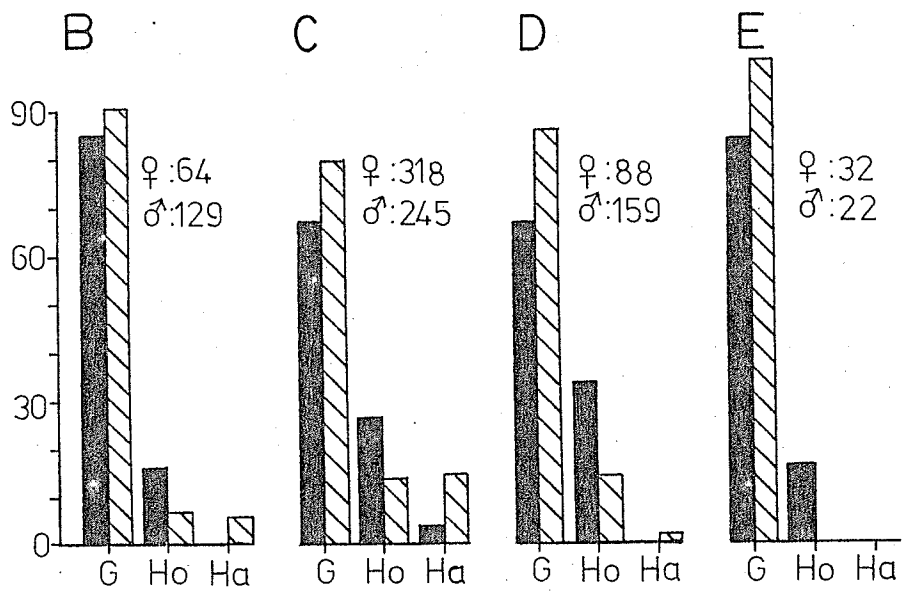 B C D E
90
60
30
0
♀:64
♂:129
♀:318
♂:245
♀:88
♂:159
♀:32
♂:22
G Ho Ha
G Ho Ha
G Ho Ha
G Ho Ha